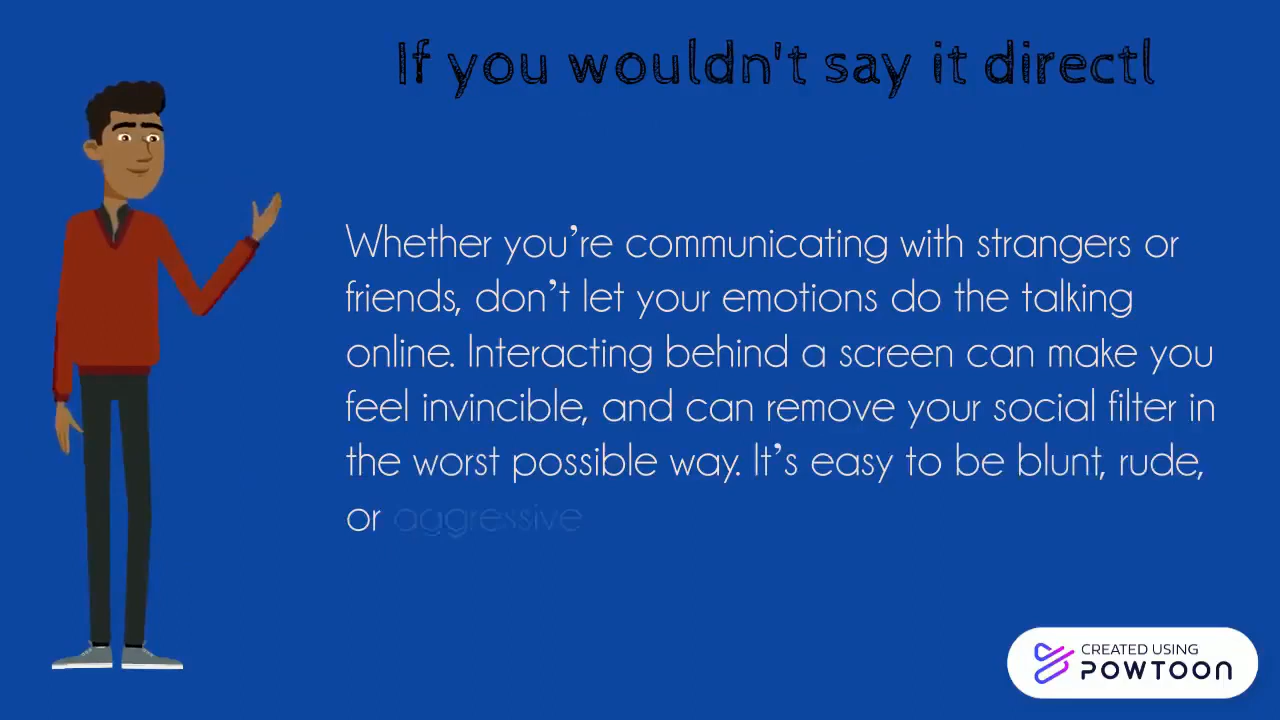 If you wouldn't say it directl
Whether you’re communicating with strangers or
friends, don’t let your emotions do the talking
online. Interacting behind a screen can make you
feel invincible, and can remove your social filter in
the worst possible way. It’s easy to be blunt, rude,
or aggressive
CREATED USING
POWTOON